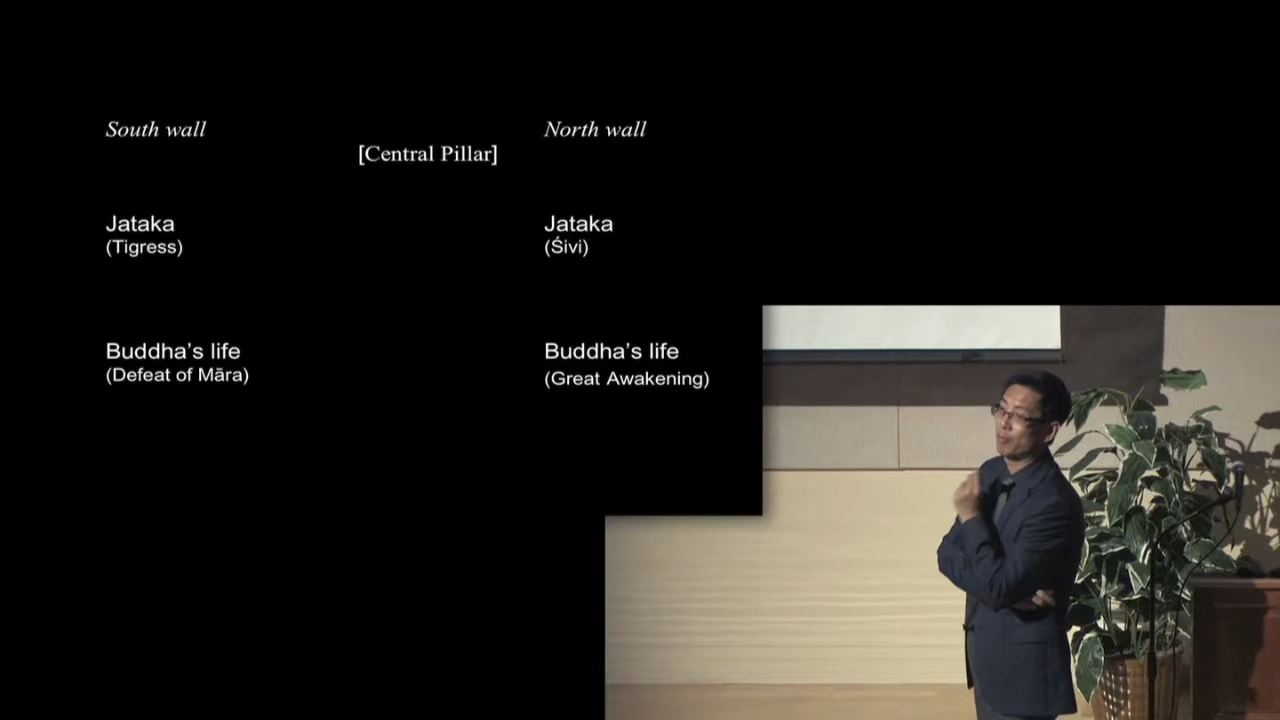 South wall
North wall
[Central Pillar]
Jataka
(Tigress)
Jataka
(Śivi)
Buddha's life
(Defeat of Māra)
Buddha's life
(Great Awakening)